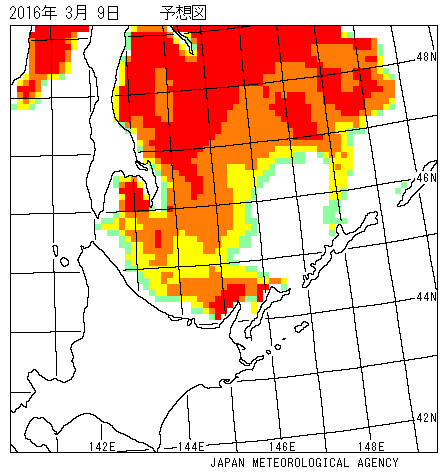 2016年 3月 9日 予想図
48N
46N
44N
42N
142E 144E 146E 148E
JAPAN METEOROLOGICAL AGENCY